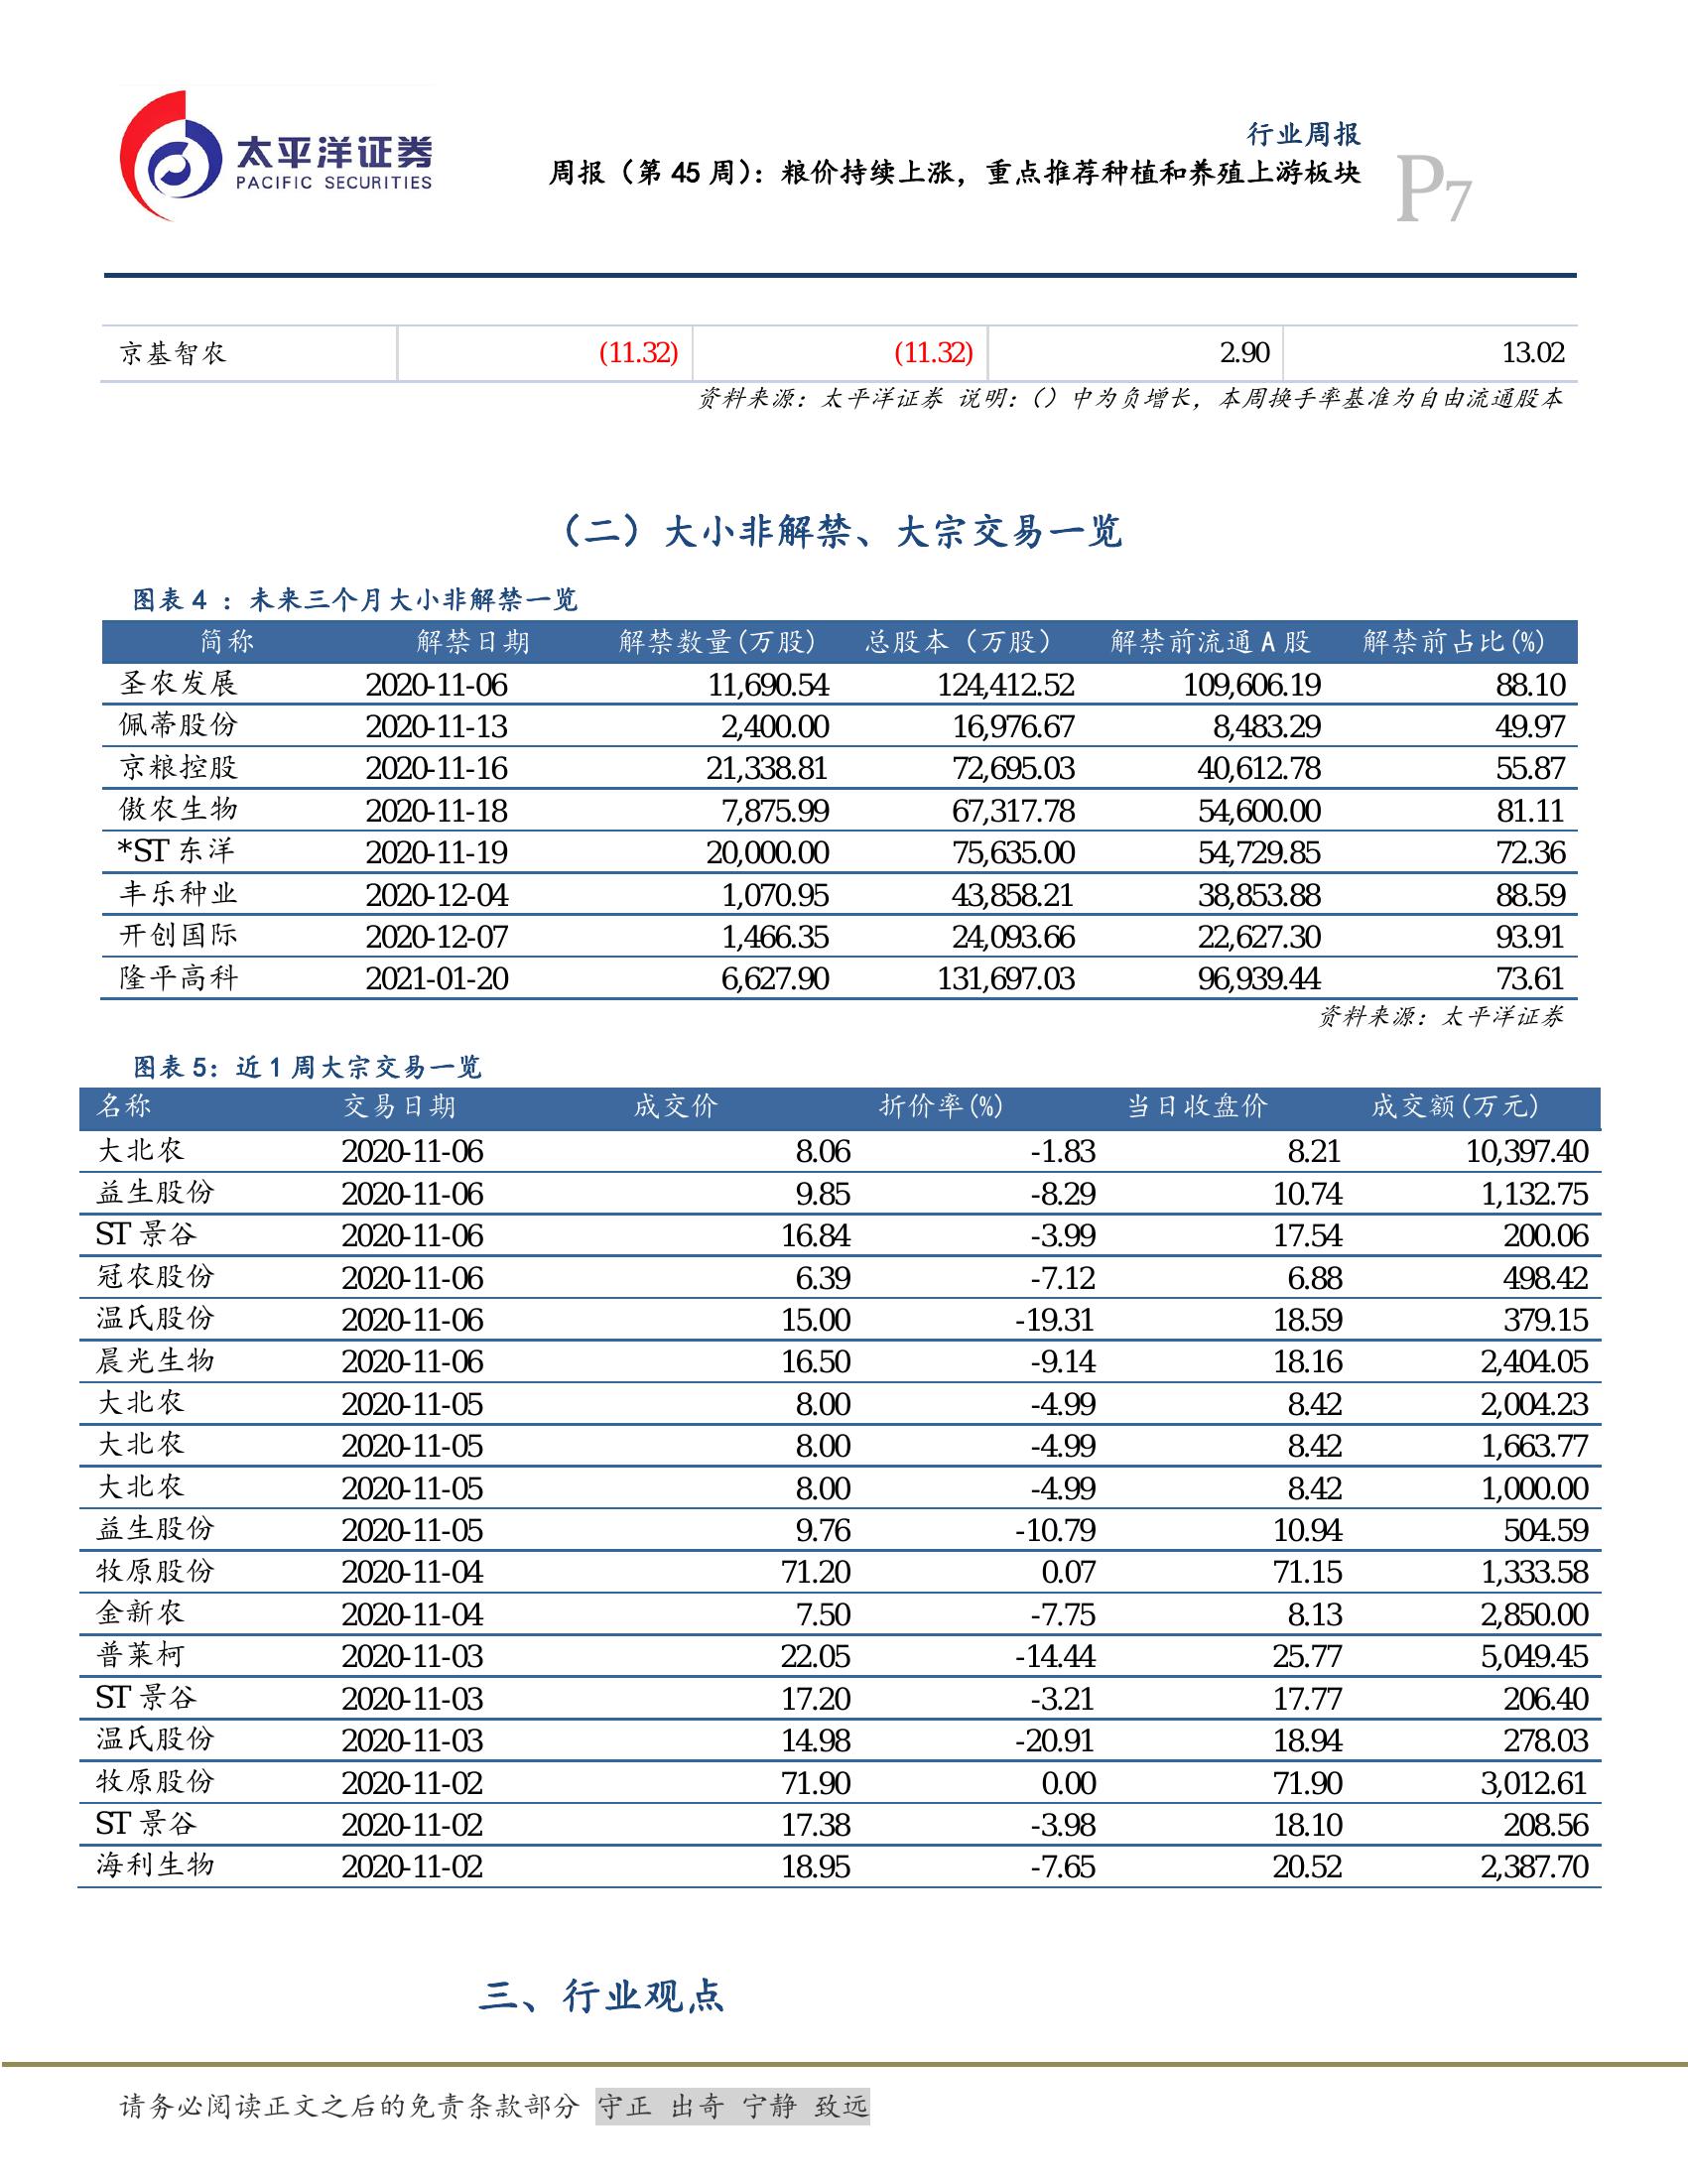 太平洋证券
PACIFIC SECURITIES
行业周报
周报（第 45 周）：粮价持续上涨，重点推荐种植和养殖上游板块
P7
京基智农 (11.32) (11.32) 2.90 13.02
资料来源：太平洋证券 说明：（）中为负增长，本周换手率基准为自由流通股本
（二）大小非解禁、大宗交易一览
图表 4 ：未来三个月大小非解禁一览
简称 解禁日期 解禁数量(万股) 总股本（万股） 解禁前流通 A 股 解禁前占比(%)
圣农发展 2020-11-06 11,690.54 124,412.52 109,606.19 88.10
佩蒂股份 2020-11-13 2,400.00 16,976.67 8,483.29 49.97
京粮控股 2020-11-16 21,338.81 72,695.03 40,612.78 55.87
傲农生物 2020-11-18 7,875.99 67,317.78 54,600.00 81.11
*ST 东洋 2020-11-19 20,000.00 75,635.00 54,729.85 72.36
丰乐种业 2020-12-04 1,070.95 43,858.21 38,853.88 88.59
开创国际 2020-12-07 1,466.35 24,093.66 22,627.30 93.91
隆平高科 2021-01-20 6,627.90 131,697.03 96,939.44 73.61
资料来源：太平洋证券
图表 5：近 1 周大宗交易一览
名称 交易日期 成交价 折价率(%) 当日收盘价 成交额(万元)
大北农 2020-11-06 8.06 -1.83 8.21 10,397.40
益生股份 2020-11-06 9.85 -8.29 10.74 1,132.75
ST 景谷 2020-11-06 16.84 -3.99 17.54 200.06
冠农股份 2020-11-06 6.39 -7.12 6.88 498.42
温氏股份 2020-11-06 15.00 -19.31 18.59 379.15
晨光生物 2020-11-06 16.50 -9.14 18.16 2,404.05
大北农 2020-11-05 8.00 -4.99 8.42 2,004.23
大北农 2020-11-05 8.00 -4.99 8.42 1,663.77
大北农 2020-11-05 8.00 -4.99 8.42 1,000.00
益生股份 2020-11-05 9.76 -10.79 10.94 504.59
牧原股份 2020-11-04 71.20 0.07 71.15 1,333.58
金新农 2020-11-04 7.50 -7.75 8.13 2,850.00
普莱柯 2020-11-03 22.05 -14.44 25.77 5,049.45
ST 景谷 2020-11-03 17.20 -3.21 17.77 206.40
温氏股份 2020-11-03 14.98 -20.91 18.94 278.03
牧原股份 2020-11-02 71.90 0.00 71.90 3,012.61
ST 景谷 2020-11-02 17.38 -3.98 18.10 208.56
海利生物 2020-11-02 18.95 -7.65 20.52 2,387.70
三、行业观点
请务必阅读正文之后的免责条款部分 守正 出奇 宁静 致远